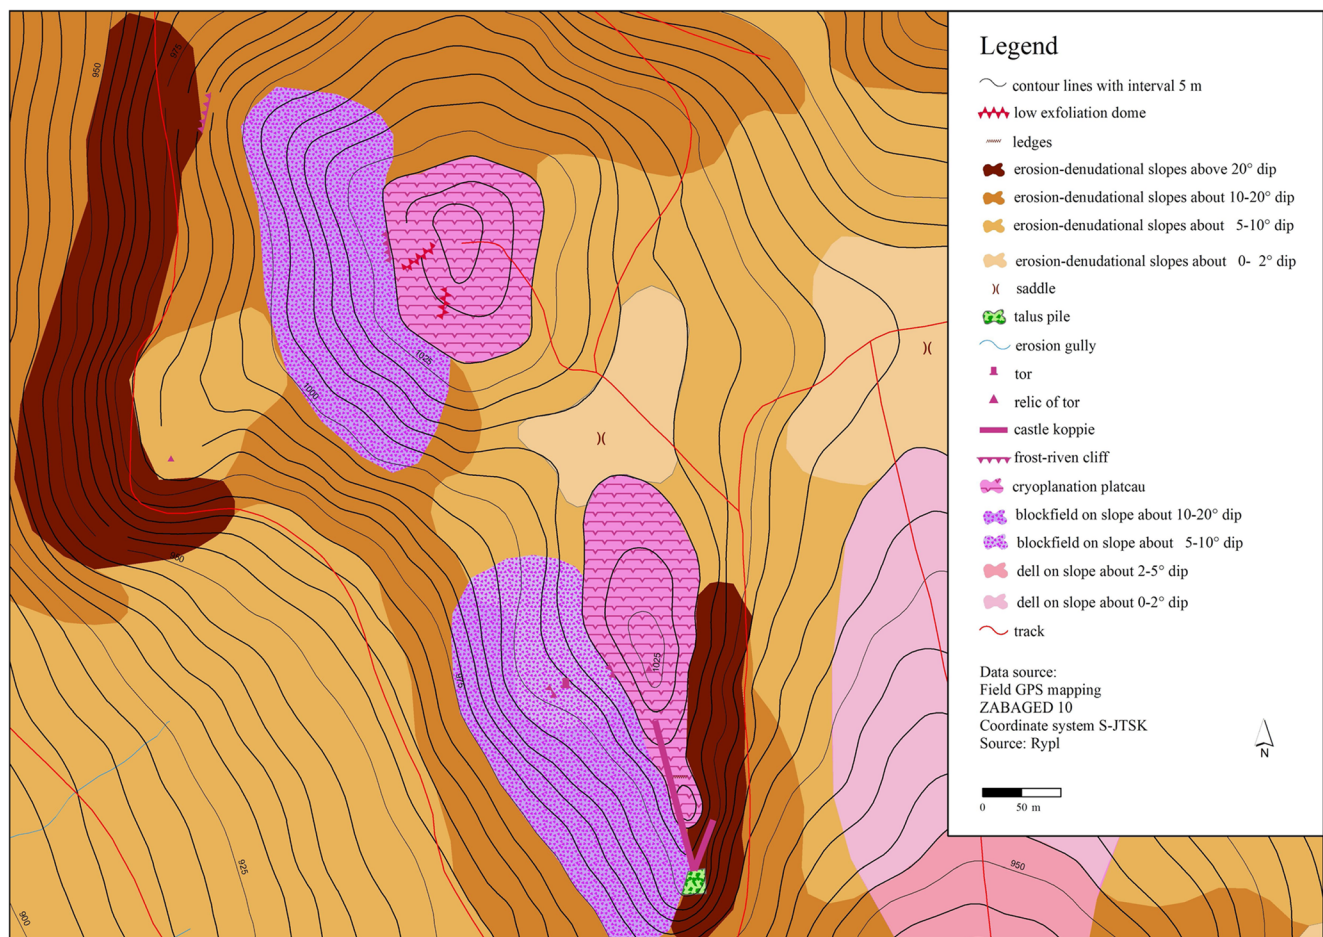 Legend
contour lines with interval 5 m
low exfoliation dome
ledges
erosion-denudational slopes above 20° dip
erosion-denudational slopes about 10-20° dip
erosion-denudational slopes about 5-10° dip
erosion-denudational slopes about 0- 2° dip
saddle
talus pile
erosion gully
tor
relic of tor
castle koppie
frost-riven cliff
cryoplanation platcau
blockfield on slope about 10-20° dip
blockfield on slope about 5-10° dip
dell on slope about 2-5° dip
dell on slope about 0-2° dip
track
Data source:
Field GPS mapping
ZABAGED 10
Coordinate system S-JTSK
Source: Rypl
N
0 50 m
950
975
1025
1000
950
1025
925
900
950